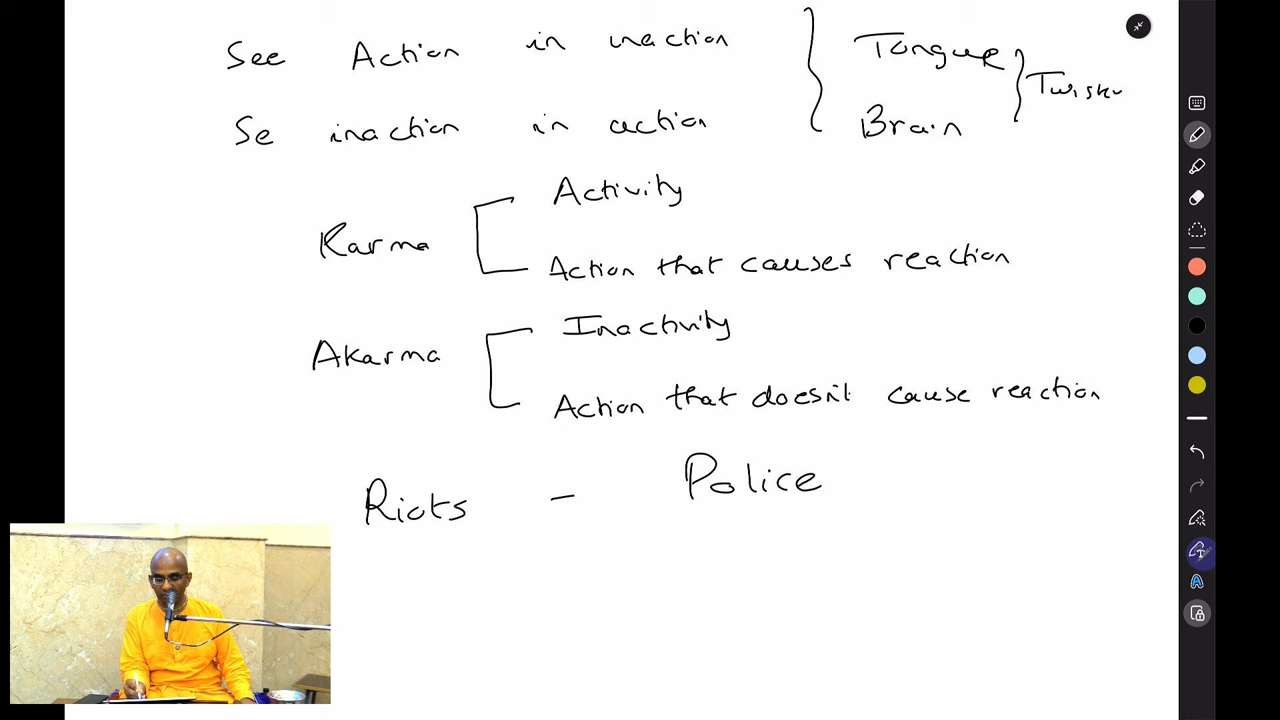 See Action in inaction
Tongue
Se inaction in action
Brain
Karma
Activity
Action that causes reaction
Akarma
Inactivity
Action that doesn't cause reaction
Riots - Police